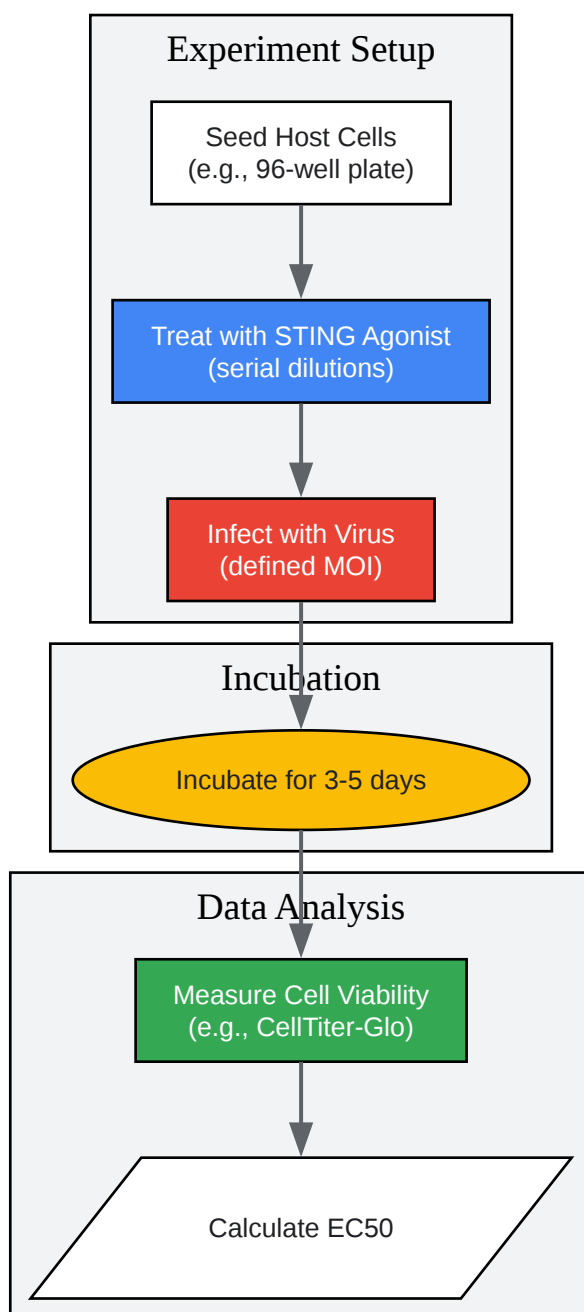 Experiment Setup
Seed Host Cells
(e.g., 96-well plate)
Treat with STING Agonist
(serial dilutions)
Infect with Virus
(defined MOI)
Incubation
Incubate for 3-5 days
Data Analysis
Measure Cell Viability
(e.g., CellTiter-Glo)
Calculate EC50